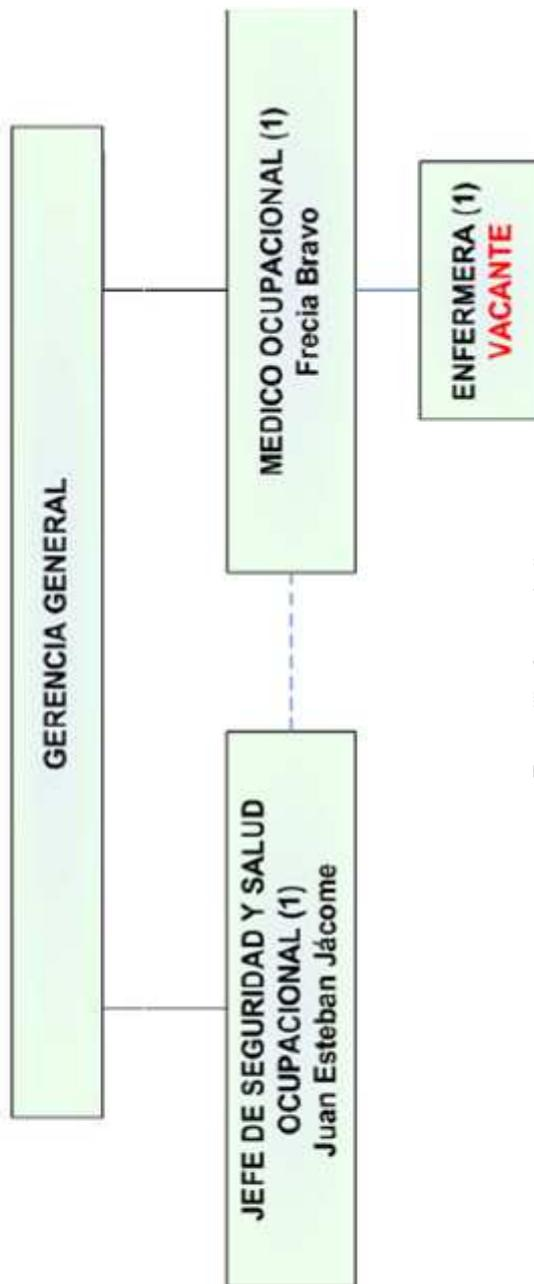 GERENCIA GENERAL
JEFE DE SEGURIDAD Y SALUD
OCUPACIONAL (1)
Juan Esteban Jácome
MEDICO OCUPACIONAL (1)
Frecia Bravo
ENFERMERA (1)
VACANTE